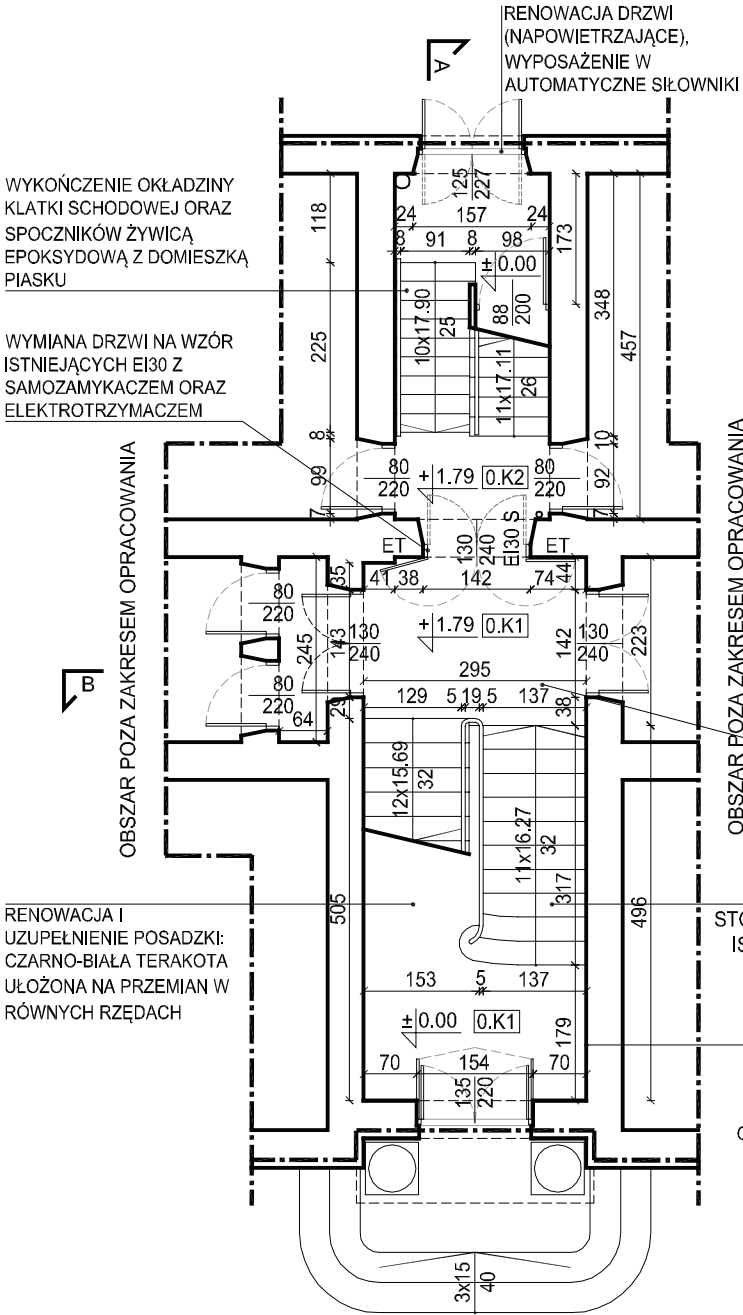 RENOWACJA DRZWI
(NAPOWIETRZAJĄCE),
WYPOSAŻENIE W
AUTOMATYCZNE SIŁOWNIKI
A
WYKOŃCZENIE OKŁADZINY
KLATKI SCHODOWEJ ORAZ
SPOCZNIKÓW ŻYWICĄ
EPOKSYDOWĄ Z DOMIESZKĄ
PIASKU
WYMIANA DRZWI NA WZÓR
ISTNIEJĄCYCH EI30 Z
SAMOZAMYKACZEM ORAZ
ELEKTROTRZYMACZEM
125
227
24 157 24
8 91 8 98
± 0.00
88
200
118
225
8
99
7
173
348
457
10
92
7
10x17.90
25
11x17.11
26
80
220
+ 1.79 0.K2
80
220
ET
130
240
EI30 S
ET
OBSZAR POZA ZAKRESEM OPRACOWANIA
OBSZAR POZA ZAKRESEM OPRACOWANIA
35
41 38 142 74
44
80
220
245
143
130
240
+ 1.79 0.K1
142
130
240
223
295
B
80
220
64
29
129 5 19 5 137
38
12x15.69
32
11x16.27
32
317
505
496
RENOWACJA I
UZUPEŁNIENIE POSADZKI:
CZARNO-BIAŁA TERAKOTA
UŁOŻONA NA PRZEMIAN W
RÓWNYCH RZĘDACH
STO
IS
153 5 137
± 0.00 0.K1
179
70 154 70
135
220
3x15
40